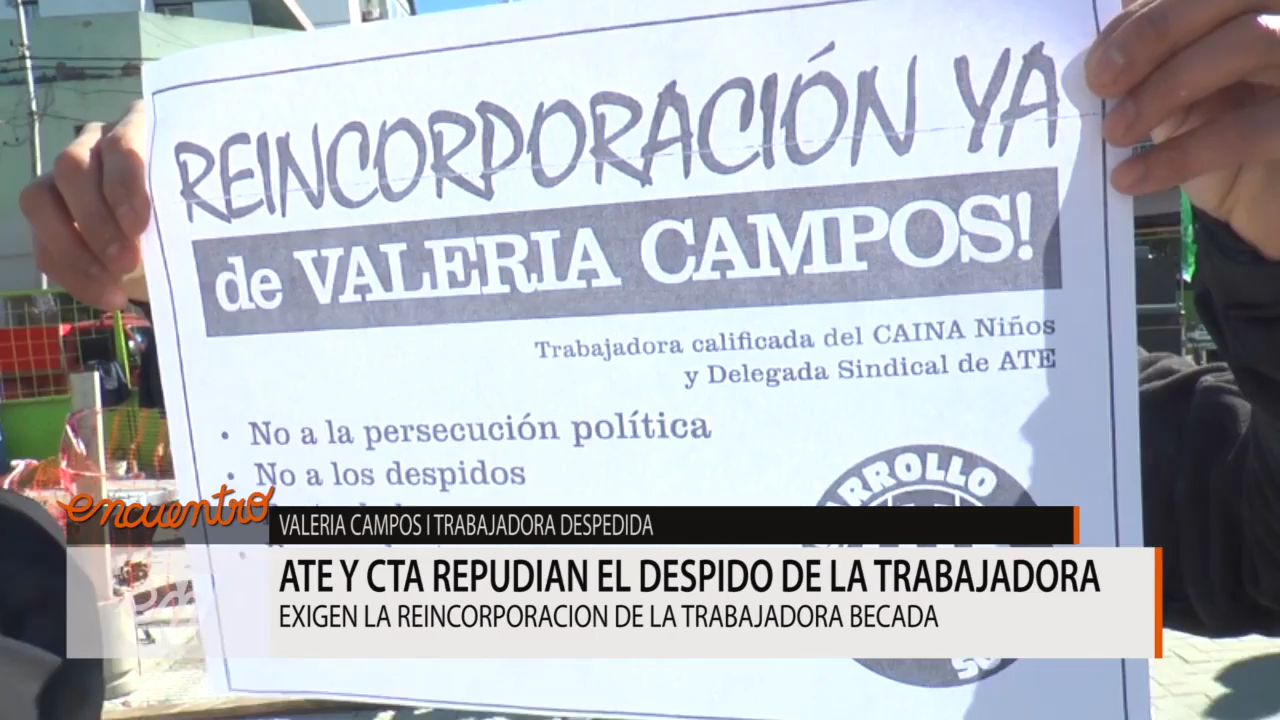 REINCORPORACIÓN YA
de VALERIA CAMPOS!
Trabajadora calificada del CAINA Niños
y Delegada Sindical de ATE
• No a la persecución política
• No a los despidos
encuentro
VALERIA CAMPOS I TRABAJADORA DESPEDIDA
ATE Y CTA REPUDIAN EL DESPIDO DE LA TRABAJADORA
EXIGEN LA REINCORPORACION DE LA TRABAJADORA BECADA